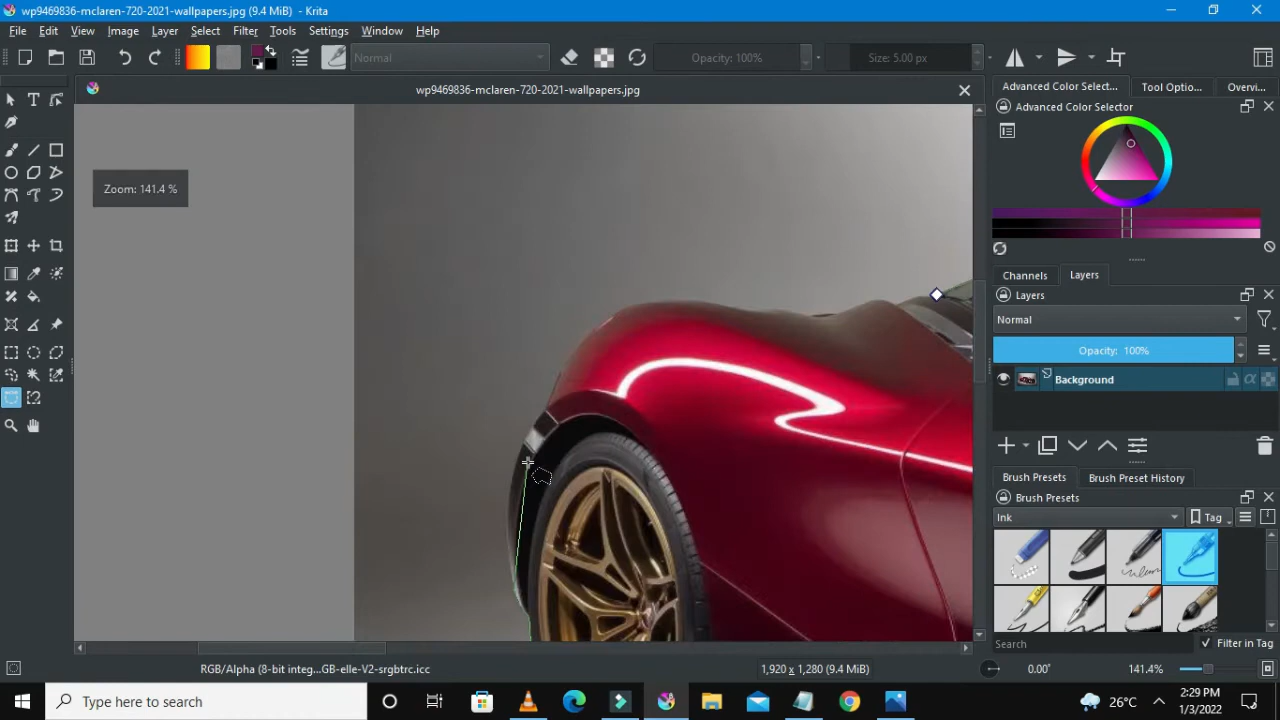 wp9469836-mclaren-720-2021-wallpapers.jpg (9.4 MiB) - Krita
File Edit View Image Layer Select Filter Tools Settings Window Help
Normal Opacity: 100% Size: 5.00 px
wp9469836-mclaren-720-2021-wallpapers.jpg
Advanced Color Select... Tool Optio... Overvi...
Advanced Color Selector
Zoom: 141.4 %
Channels Layers
Layers
Normal
Opacity: 100%
Background
Brush Presets Brush Preset History
Brush Presets
Ink Tag
Search Filter in Tag
RGB/Alpha (8-bit integ...GB-elle-V2-srgbtrc.icc 1,920 x 1,280 (9.4 MiB) 0.00° 141.4%
Type here to search 26°C 2:29 PM
1/3/2022